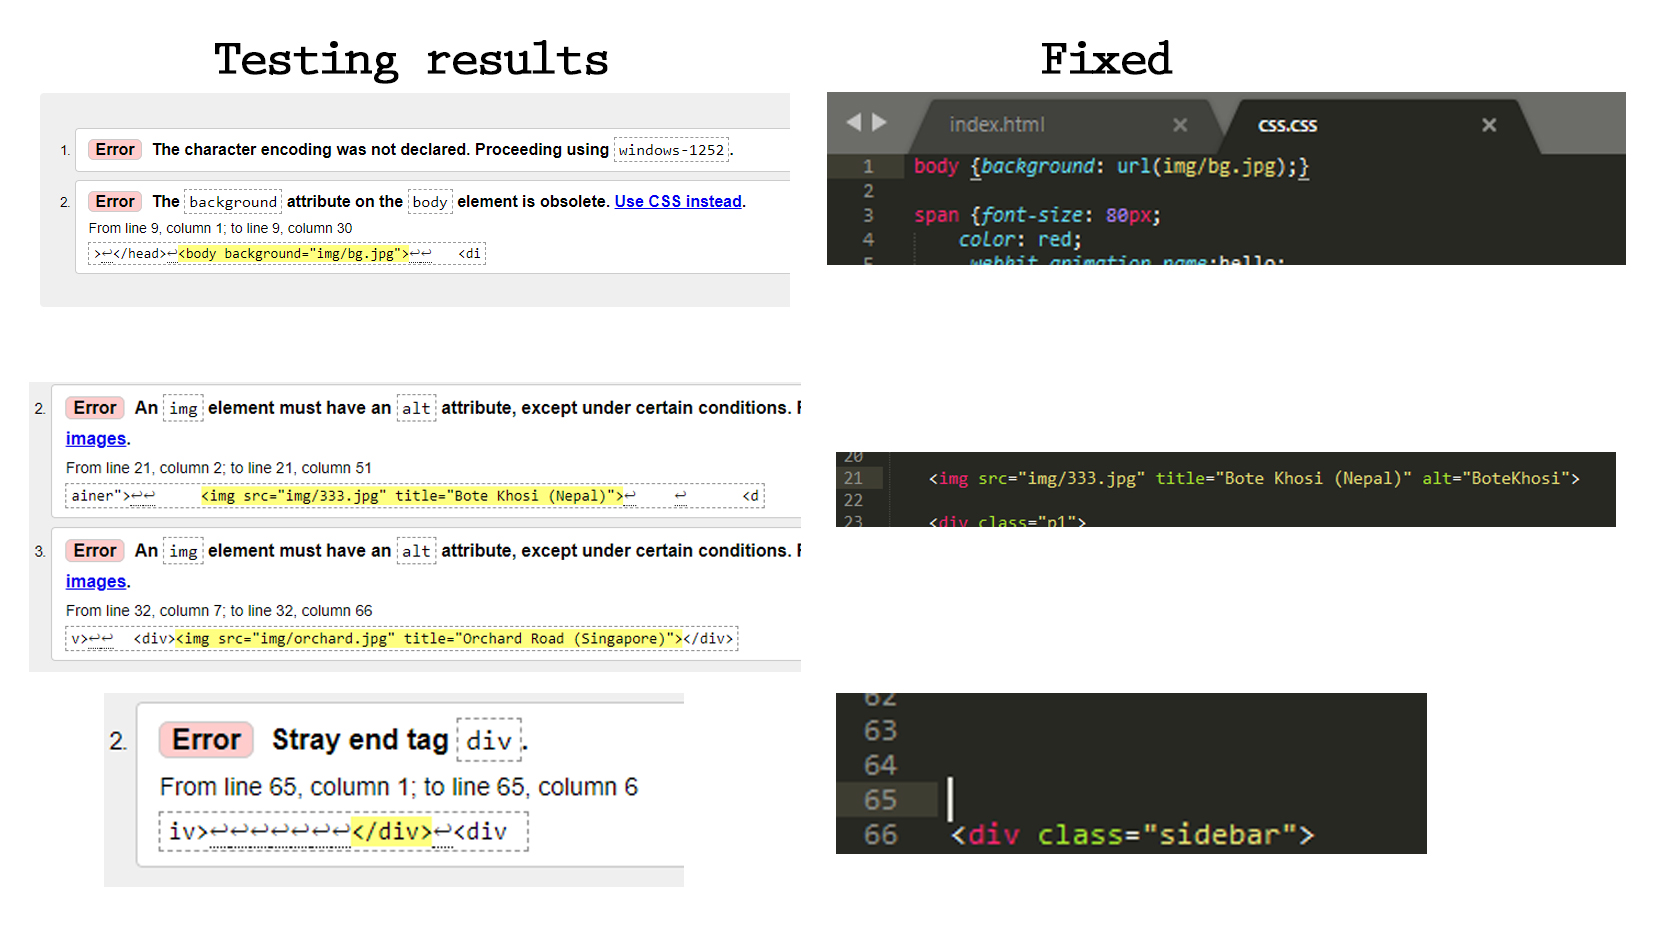 Testing results
Fixed
1. Error The character encoding was not declared. Proceeding using windows-1252.
2. Error The background attribute on the body element is obsolete. Use CSS instead.
From line 9, column 1; to line 9, column 30
>↩</head>↩<body background="img/bg.jpg">↩↩ <di
index.html × css.css ×
1 body {background: url(img/bg.jpg);}
2
3 span {font-size: 80px;
4 color: red;
5 webkit animation name:hello;
2. Error An img element must have an alt attribute, except under certain conditions. F
images.
From line 21, column 2; to line 21, column 51
ainer">↩↩ <img src="img/333.jpg" title="Bote Khosi (Nepal)">↩ ↩ <d
3. Error An img element must have an alt attribute, except under certain conditions. F
images.
From line 32, column 7; to line 32, column 66
v>↩↩ <div><img src="img/orchard.jpg" title="Orchard Road (Singapore)"></div>
20
21 <img src="img/333.jpg" title="Bote Khosi (Nepal)" alt="BoteKhosi">
22
23 <div class="p1">
2. Error Stray end tag div.
From line 65, column 1; to line 65, column 6
iv>↩↩↩↩↩↩↩</div>↩<div
62
63
64
65
66 <div class="sidebar">